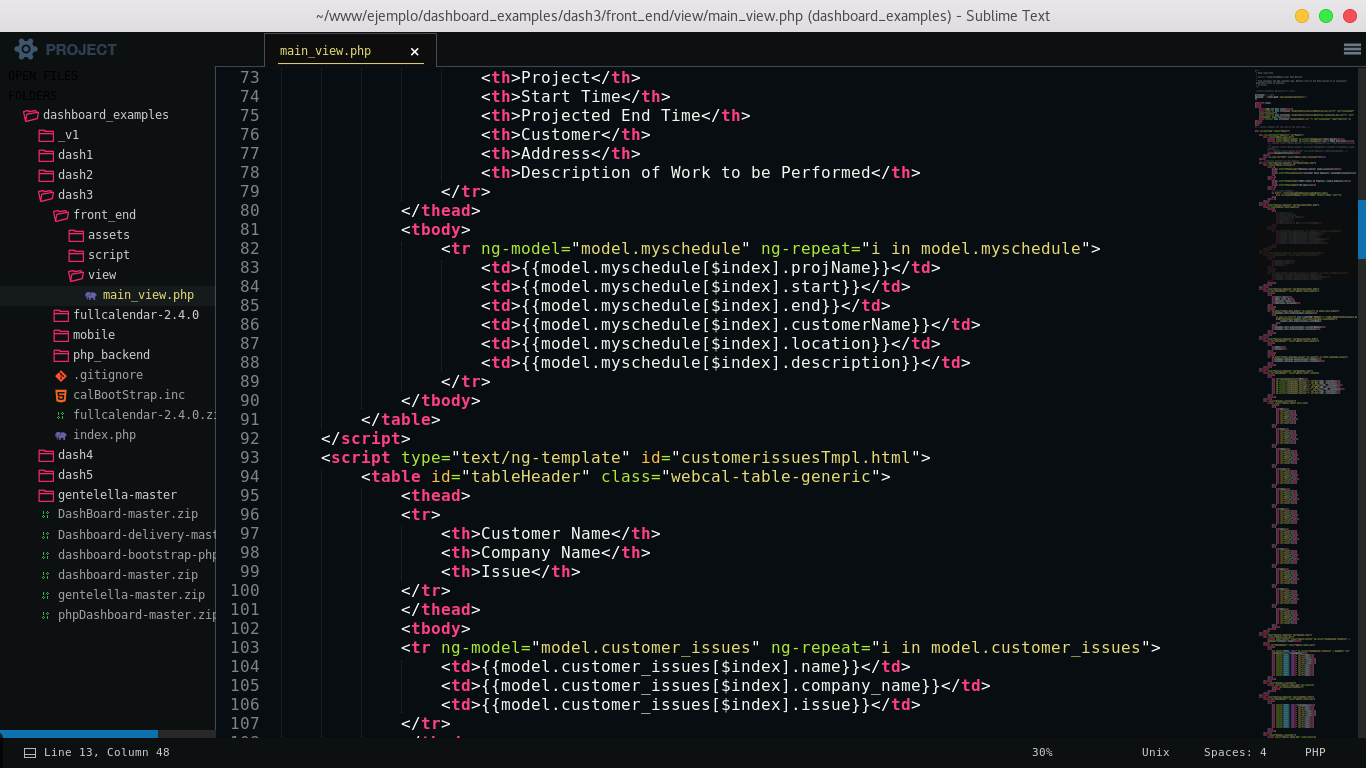 ~/www/ejemplo/dashboard_examples/dash3/front_end/view/main_view.php (dashboard_examples) - Sublime Text
PROJECT
main_view.php ×
OPEN FILES
FOLDERS
dashboard_examples
_v1
dash1
dash2
dash3
front_end
assets
script
view
main_view.php
fullcalendar-2.4.0
mobile
php_backend
.gitignore
calBootStrap.inc
fullcalendar-2.4.0.zi
index.php
dash4
dash5
gentelella-master
DashBoard-master.zip
Dashboard-delivery-mast
dashboard-bootstrap-php
dashboard-master.zip
gentelella-master.zip
phpDashboard-master.zip
73 <th>Project</th>
74 <th>Start Time</th>
75 <th>Projected End Time</th>
76 <th>Customer</th>
77 <th>Address</th>
78 <th>Description of Work to be Performed</th>
79 </tr>
80 </thead>
81 <tbody>
82 <tr ng-model="model.myschedule" ng-repeat="i in model.myschedule">
83 <td>{{model.myschedule[$index].projName}}</td>
84 <td>{{model.myschedule[$index].start}}</td>
85 <td>{{model.myschedule[$index].end}}</td>
86 <td>{{model.myschedule[$index].customerName}}</td>
87 <td>{{model.myschedule[$index].location}}</td>
88 <td>{{model.myschedule[$index].description}}</td>
89 </tr>
90 </tbody>
91 </table>
92 </script>
93 <script type="text/ng-template" id="customerissuesTmpl.html">
94 <table id="tableHeader" class="webcal-table-generic">
95 <thead>
96 <tr>
97 <th>Customer Name</th>
98 <th>Company Name</th>
99 <th>Issue</th>
100 </tr>
101 </thead>
102 <tbody>
103 <tr ng-model="model.customer_issues" ng-repeat="i in model.customer_issues">
104 <td>{{model.customer_issues[$index].name}}</td>
105 <td>{{model.customer_issues[$index].company_name}}</td>
106 <td>{{model.customer_issues[$index].issue}}</td>
107 </tr>
Line 13, Column 48 30% Unix Spaces: 4 PHP